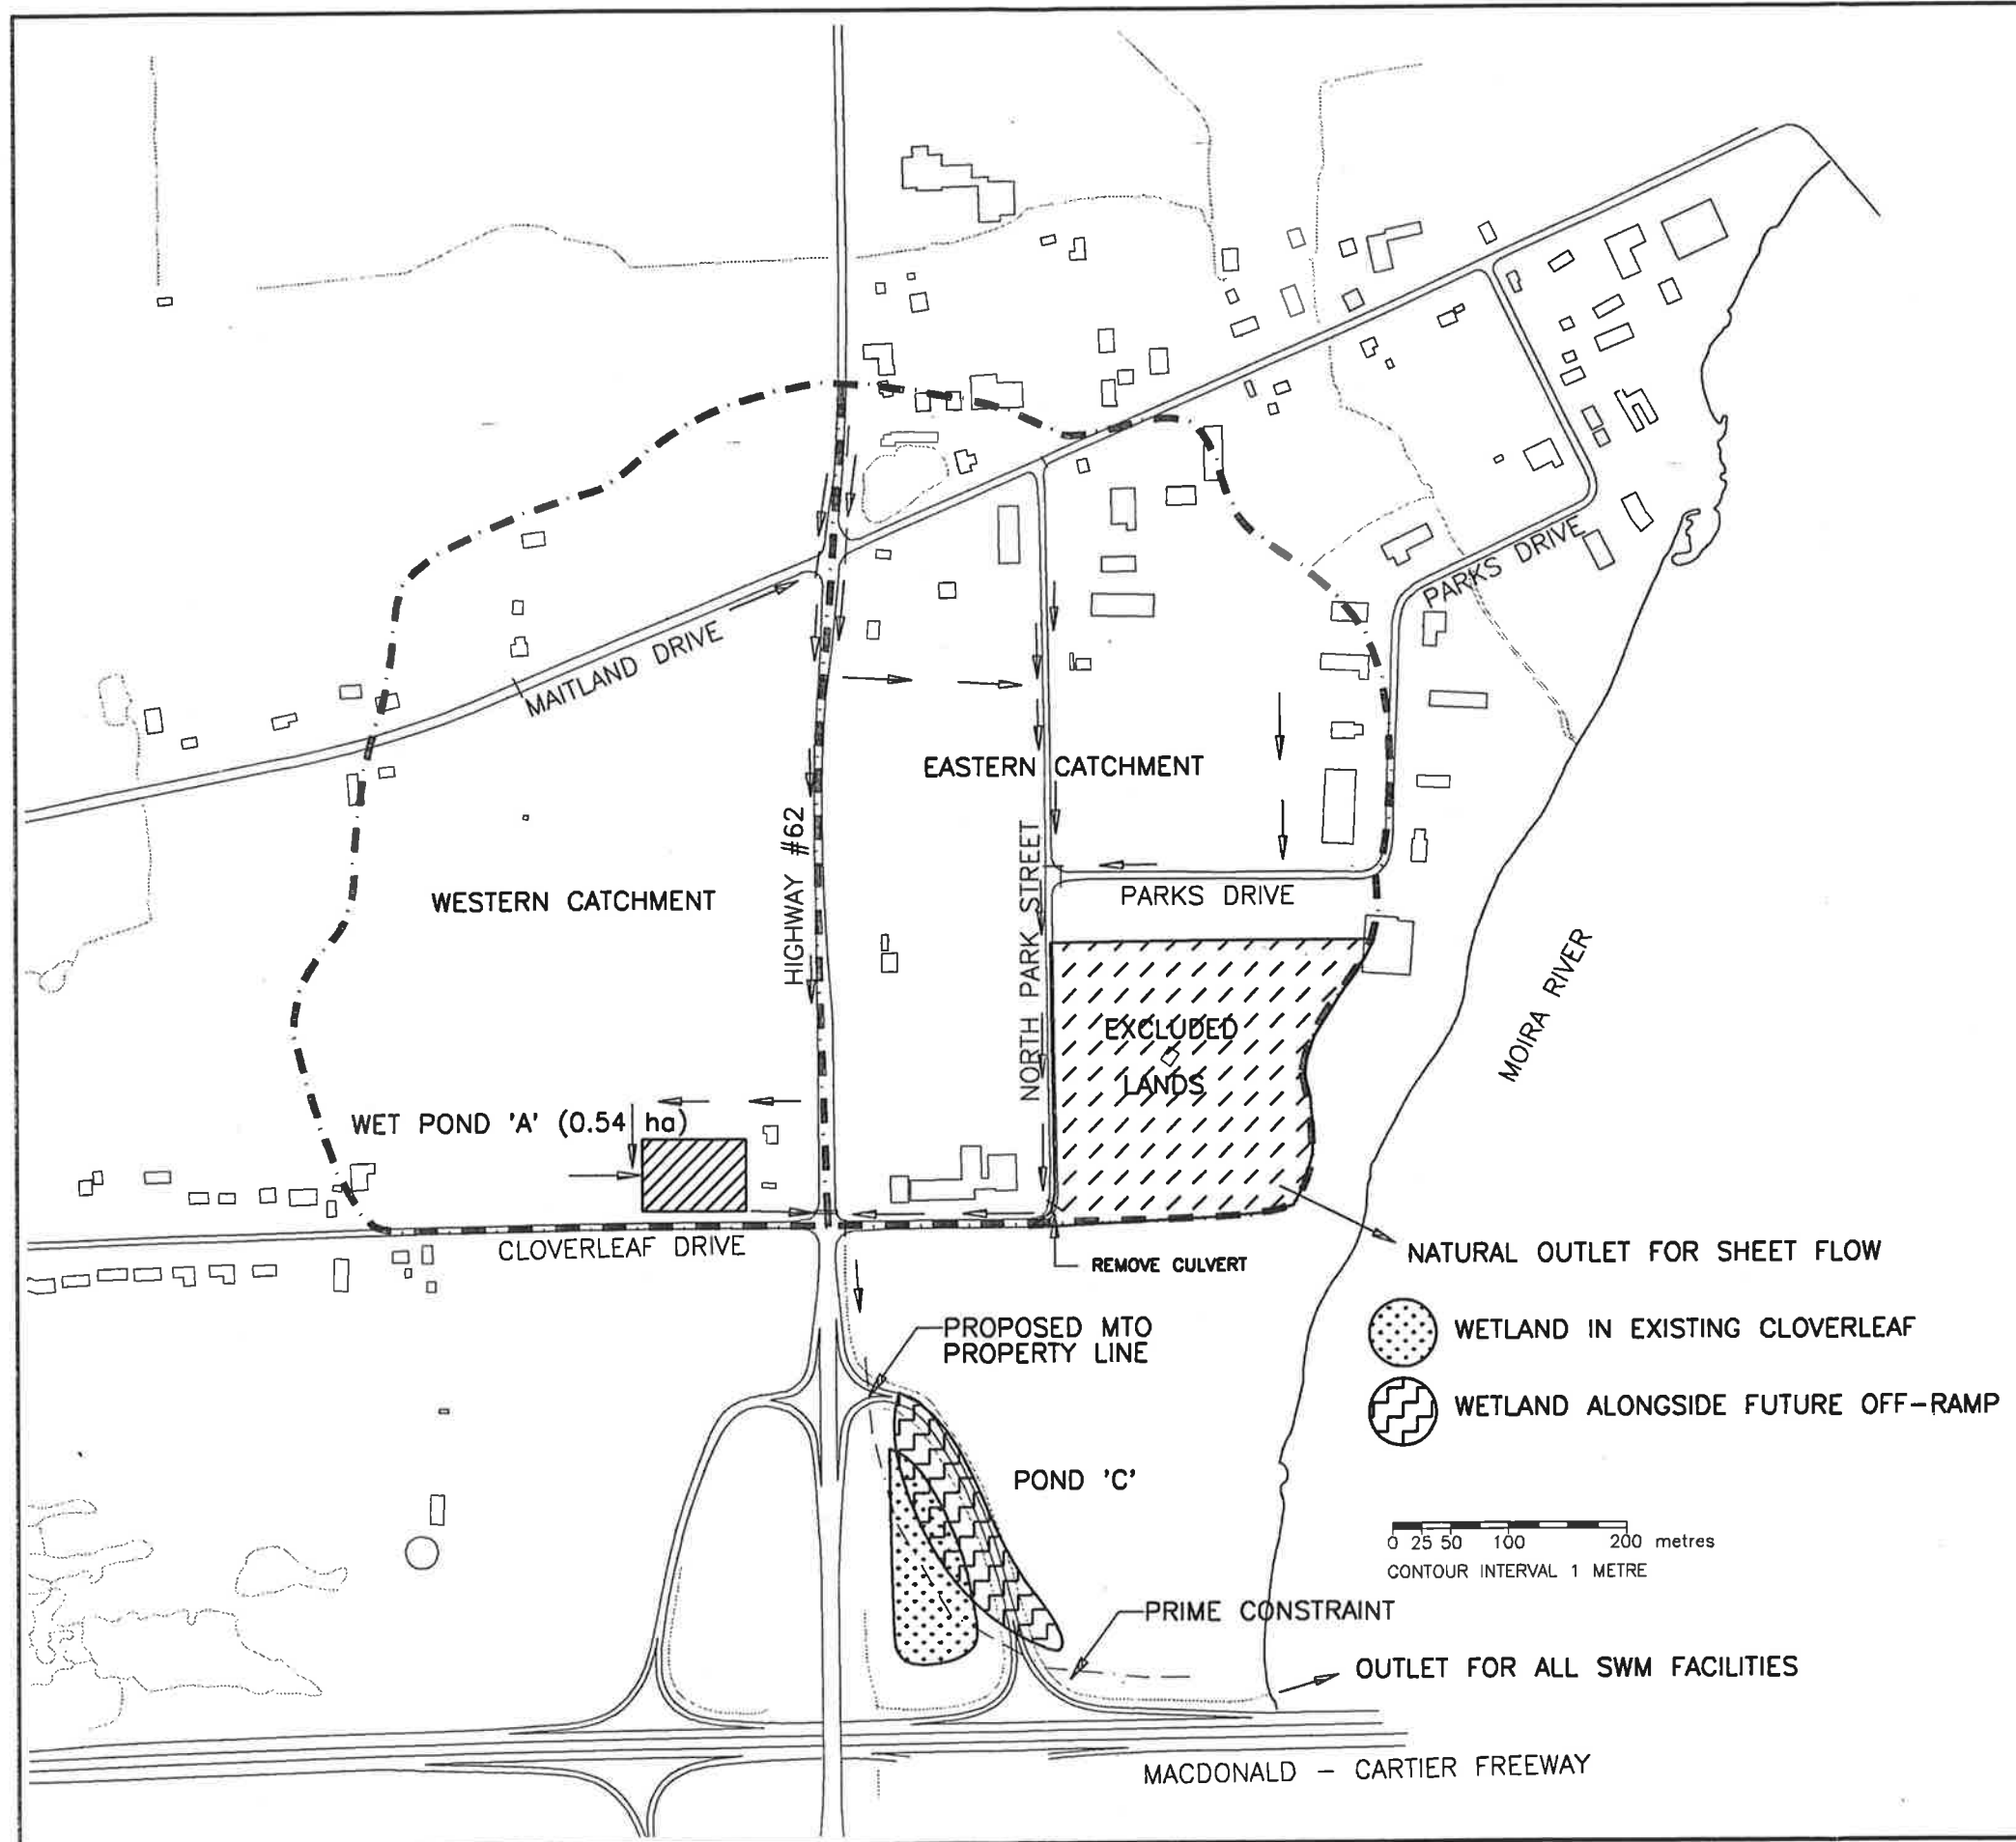 MAITLAND DRIVE
PARKS DRIVE
EASTERN CATCHMENT
HIGHWAY #62
WESTERN CATCHMENT
NORTH PARK STREET
PARKS DRIVE
MOIRA RIVER
EXCLUDED
LANDS
WET POND 'A' (0.54 ha)
CLOVERLEAF DRIVE
REMOVE CULVERT
NATURAL OUTLET FOR SHEET FLOW
PROPOSED MTO
PROPERTY LINE
WETLAND IN EXISTING CLOVERLEAF
WETLAND ALONGSIDE FUTURE OFF-RAMP
POND 'C'
0 25 50 100 200 metres
CONTOUR INTERVAL 1 METRE
PRIME CONSTRAINT
OUTLET FOR ALL SWM FACILITIES
MACDONALD - CARTIER FREEWAY